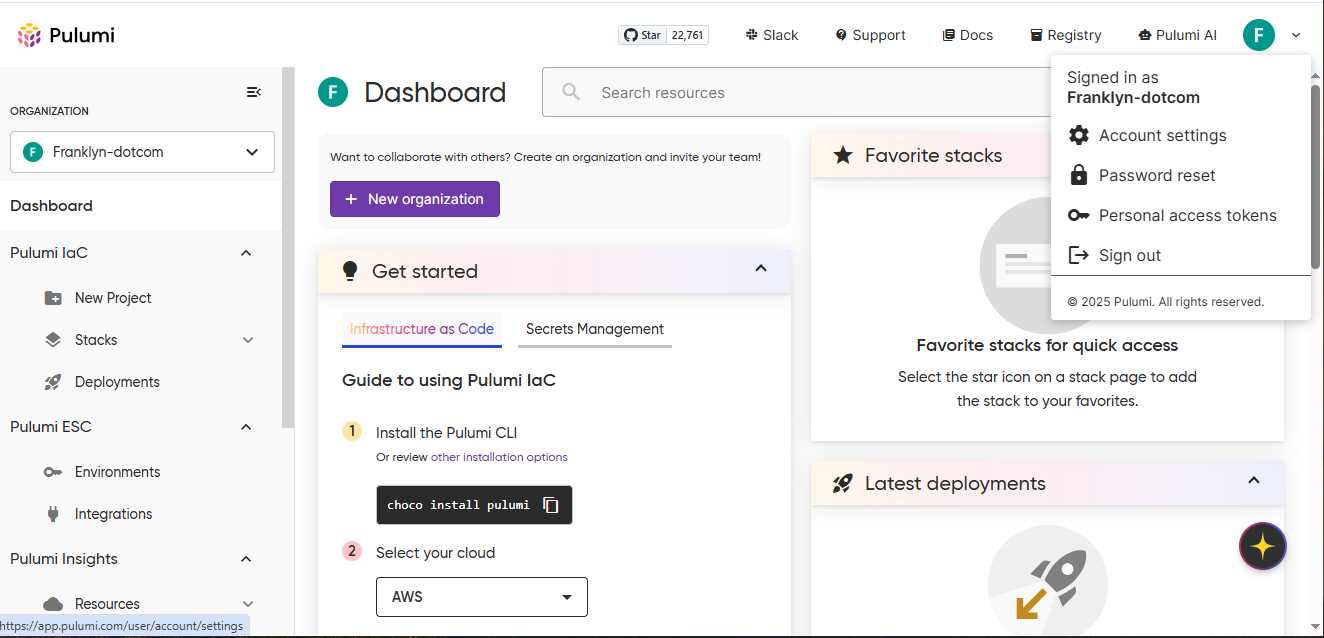 Pulumi
Star 22,761
Slack
Support
Docs
Registry
Pulumi AI
F
ORGANIZATION
F Franklyn-dotcom
Dashboard
Pulumi IaC
New Project
Stacks
Deployments
Pulumi ESC
Environments
Integrations
Pulumi Insights
Resources
https://app.pulumi.com/user/account/settings
F Dashboard
Search resources
Want to collaborate with others? Create an organization and invite your team!
+ New organization
Get started
Infrastructure as Code
Secrets Management
Guide to using Pulumi IaC
1 Install the Pulumi CLI
Or review other installation options
choco install pulumi
2 Select your cloud
AWS
Favorite stacks
Favorite stacks for quick access
Select the star icon on a stack page to add
the stack to your favorites.
Latest deployments
Signed in as
Franklyn-dotcom
Account settings
Password reset
Personal access tokens
Sign out
© 2025 Pulumi. All rights reserved.